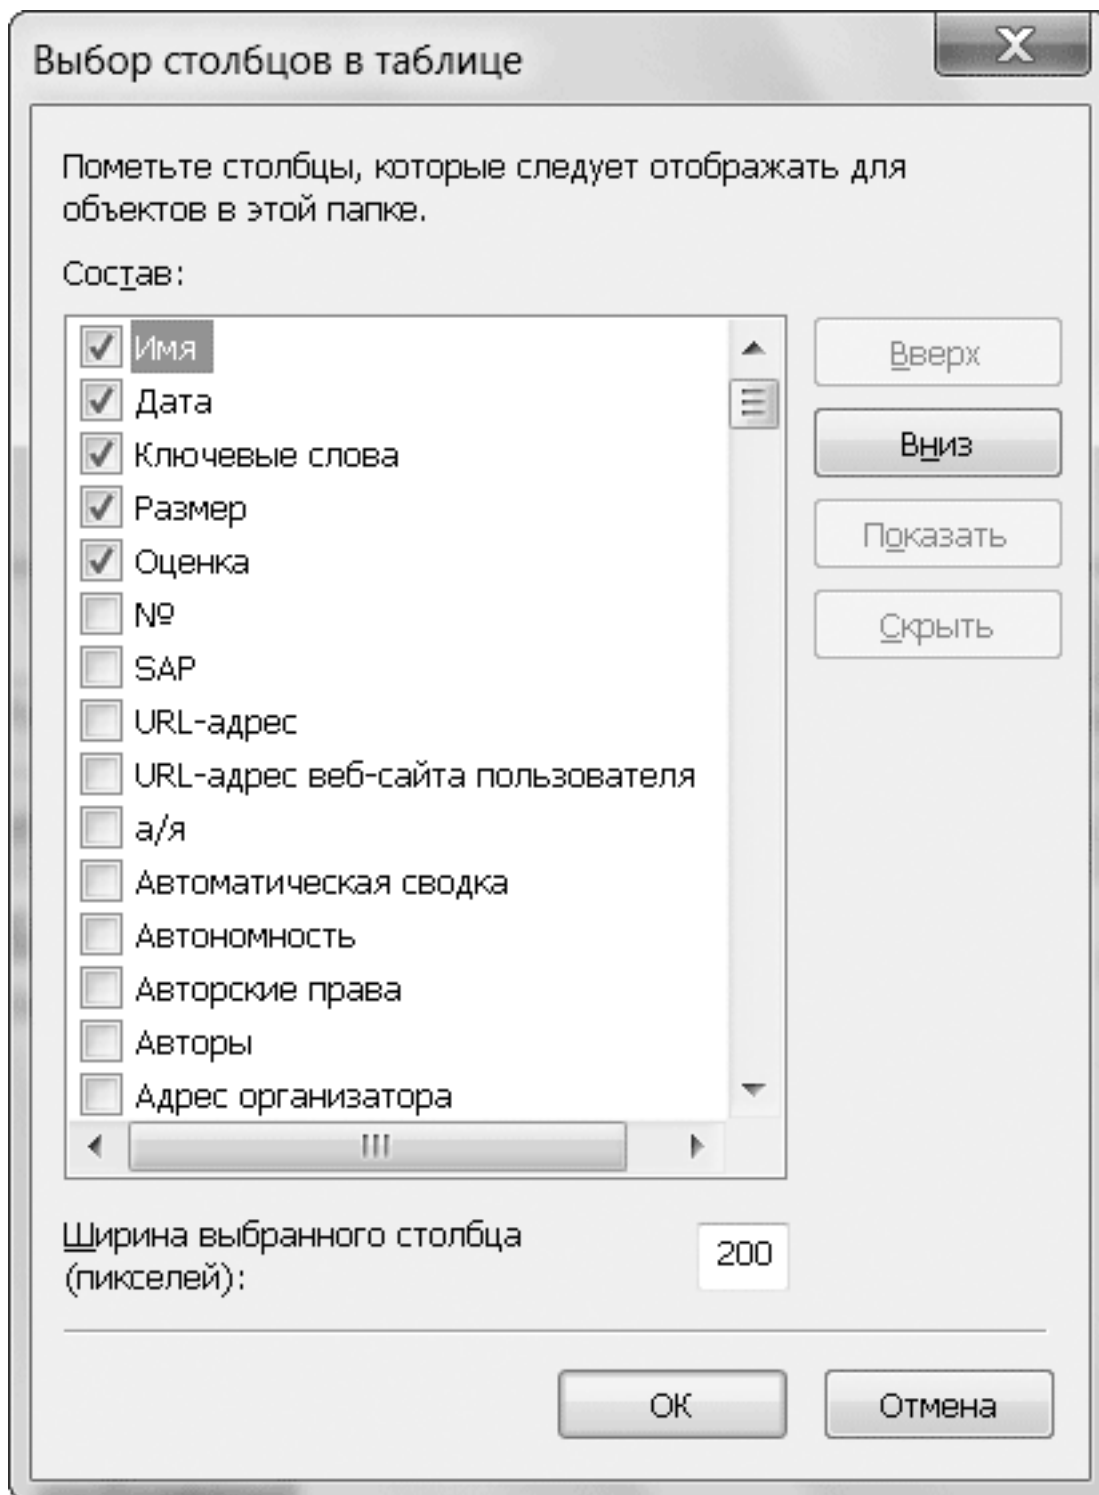 Выбор столбцов в таблице
Пометьте столбцы, которые следует отображать для
объектов в этой папке.
Состав:
Имя
Вверх
Дата
Вниз
Ключевые слова
Размер
Показать
Оценка
№
Скрыть
SAP
URL-адрес
URL-адрес веб-сайта пользователя
а/я
Автоматическая сводка
Автономность
Авторские права
Авторы
Адрес организатора
Ширина выбранного столбца
(пикселей):
200
ОК
Отмена